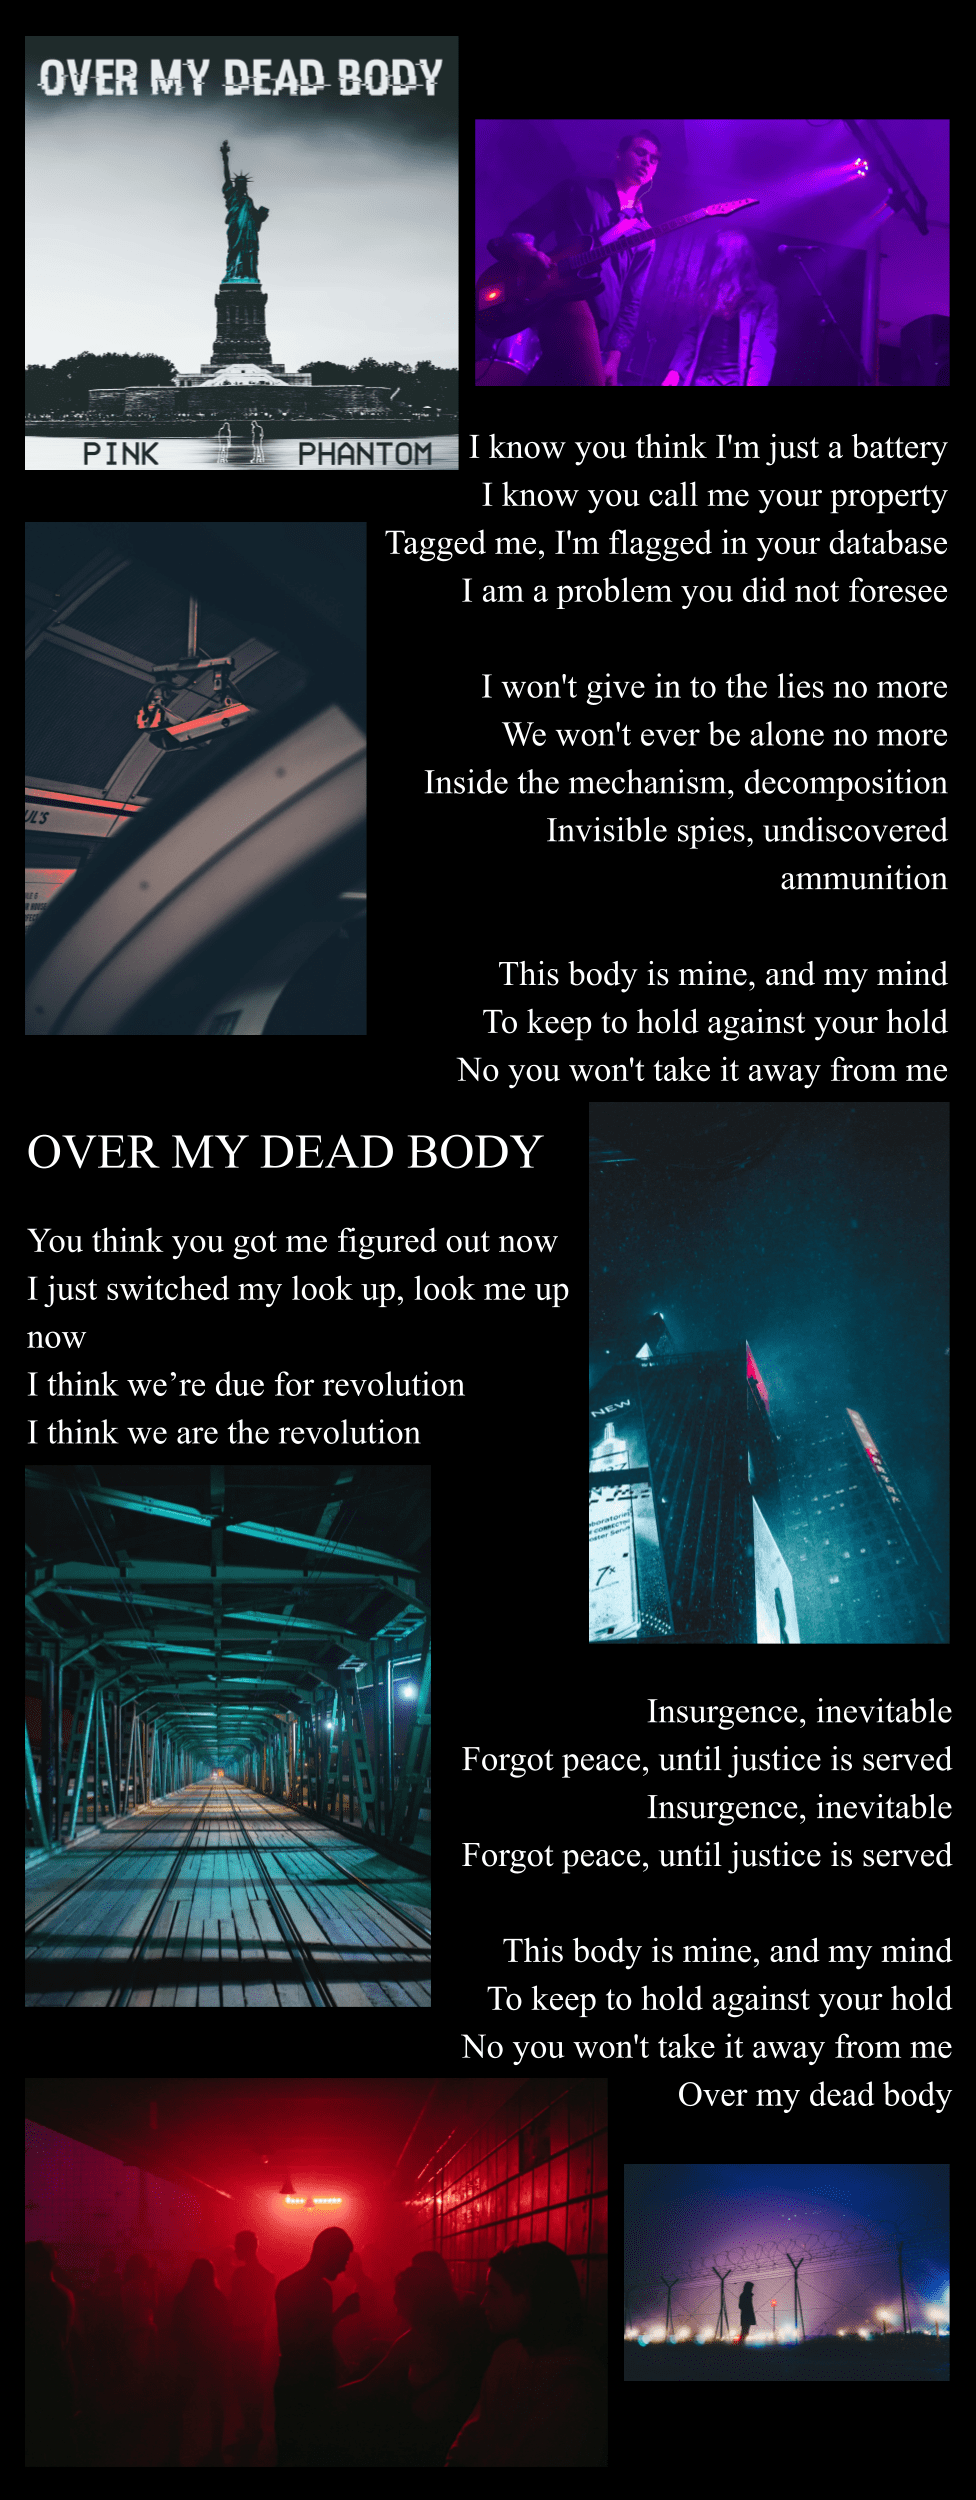 OVER MY DEAD BODY
PINK PHANTOM
I know you think I'm just a battery
I know you call me your property
Tagged me, I'm flagged in your database
I am a problem you did not foresee
I won't give in to the lies no more
We won't ever be alone no more
Inside the mechanism, decomposition
Invisible spies, undiscovered
ammunition
This body is mine, and my mind
To keep to hold against your hold
No you won't take it away from me
OVER MY DEAD BODY
You think you got me figured out now
I just switched my look up, look me up
now
I think we’re due for revolution
I think we are the revolution
NEW
7x
Insurgence, inevitable
Forgot peace, until justice is served
Insurgence, inevitable
Forgot peace, until justice is served
This body is mine, and my mind
To keep to hold against your hold
No you won't take it away from me
Over my dead body